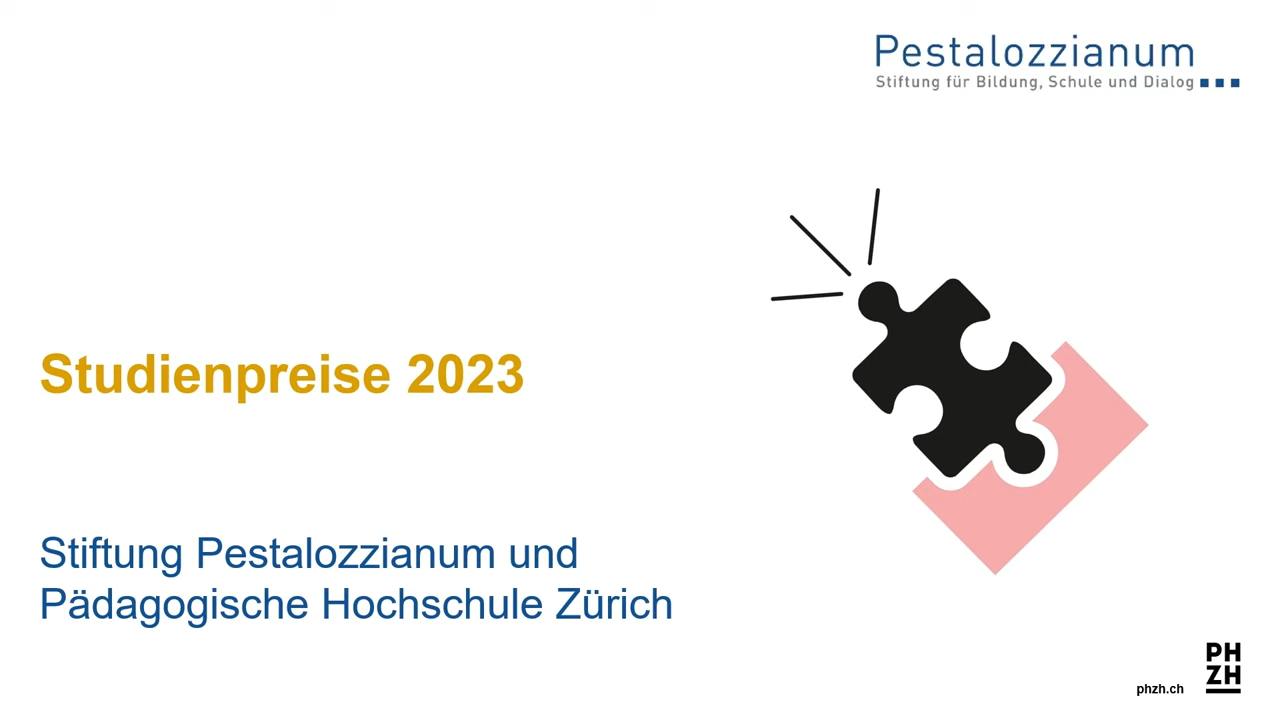 Pestalozzianum
Stiftung für Bildung, Schule und Dialog
Studienpreise 2023
Stiftung Pestalozzianum und
Pädagogische Hochschule Zürich
phzh.ch
PH
ZH